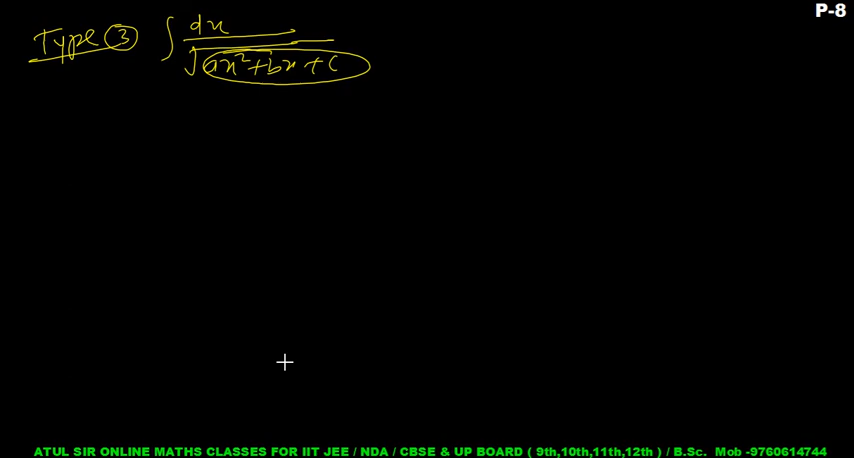 P-8
Type ③ ∫ dx / √(ax²+bx+c)
ATUL SIR ONLINE MATHS CLASSES FOR IIT JEE / NDA / CBSE & UP BOARD ( 9th,10th,11th,12th ) / B.Sc. Mob -9760614744